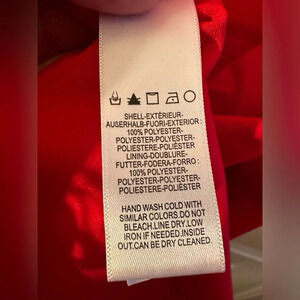 SHELL-EXTÉRIEUR-
AUßERHALB-FUORI-EXTERIOR :
100% POLYESTER-
POLYESTER-POLYESTER-
POLIESTERE-POLIÉSTER
LINING-DOUBLURE-
FUTTER-FODERA-FORRO :
100% POLYESTER-
POLYESTER-POLYESTER-
POLIESTERE-POLIÉSTER
HAND WASH COLD WITH
SIMILAR COLORS.DO NOT
BLEACH.LINE DRY.LOW
IRON IF NEEDED.INSIDE
OUT.CAN BE DRY CLEANED.